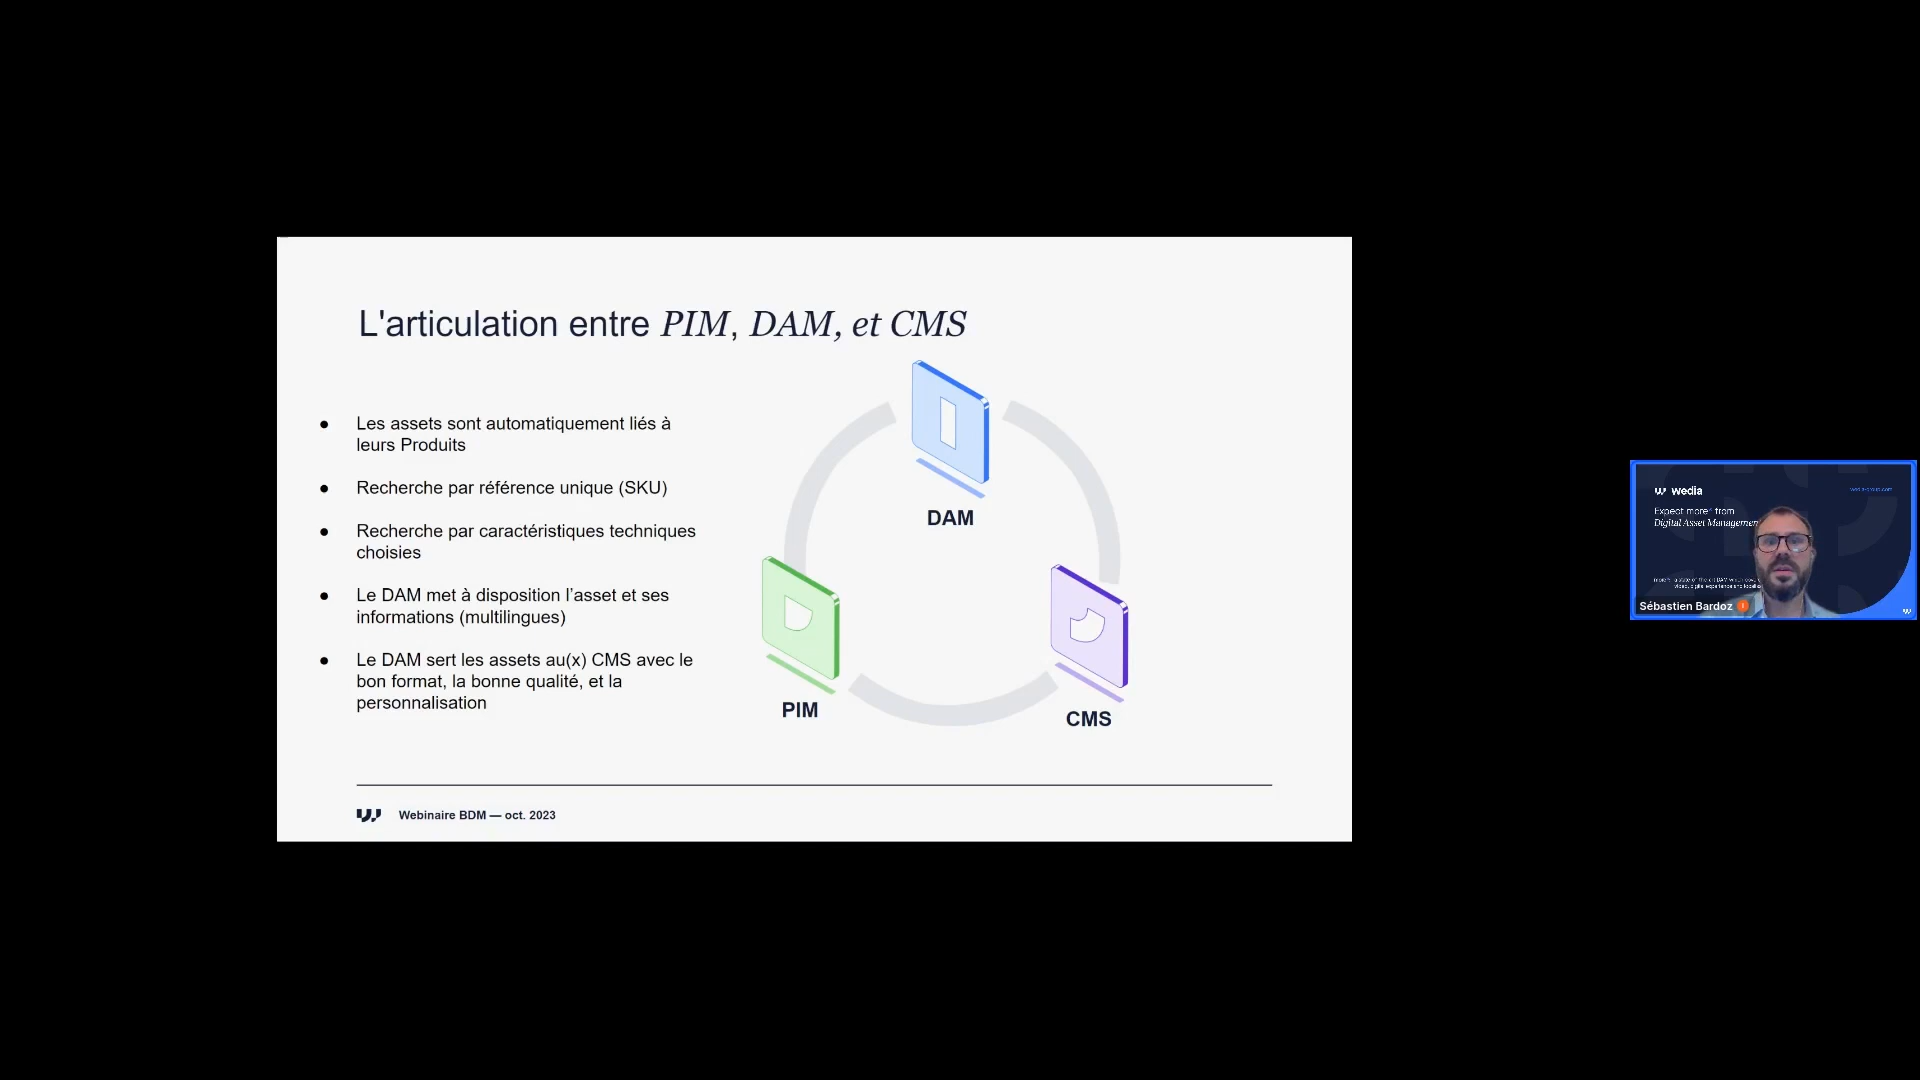 L'articulation entre PIM, DAM, et CMS
● Les assets sont automatiquement liés à
leurs Produits
● Recherche par référence unique (SKU)
● Recherche par caractéristiques techniques
choisies
● Le DAM met à disposition l’asset et ses
informations (multilingues)
● Le DAM sert les assets au(x) CMS avec le
bon format, la bonne qualité, et la
personnalisation
DAM
PIM
CMS
Webinaire BDM — oct. 2023
wedia
Expect more from
Digital Asset Managemen
Sébastien Bardoz